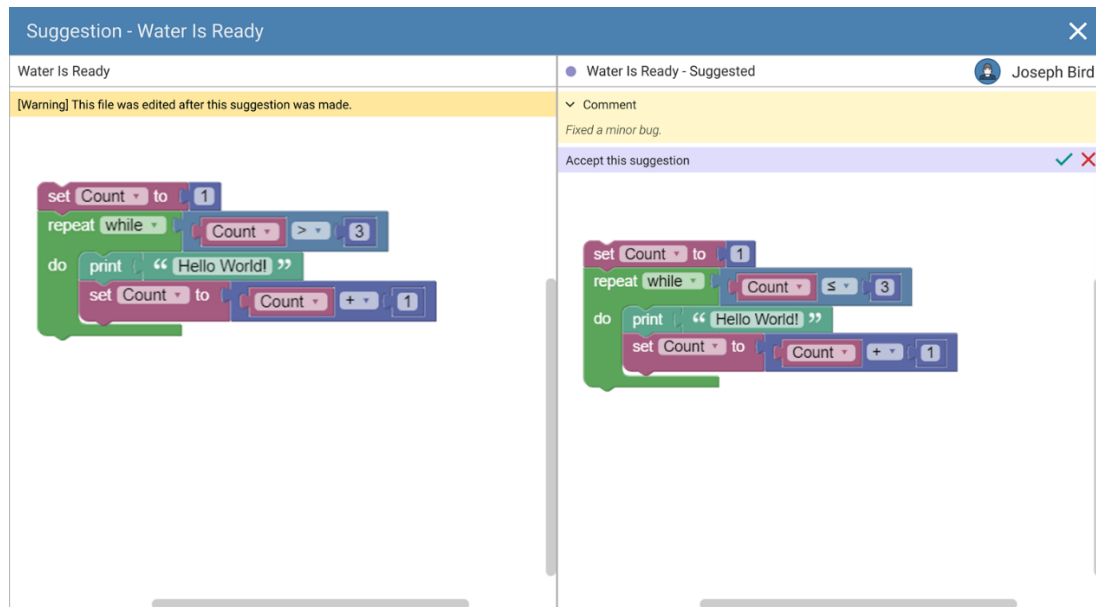 Suggestion - Water Is Ready
Water Is Ready
[Warning] This file was edited after this suggestion was made.
set Count to 1
repeat while Count > 3
do print “ Hello World! ”
set Count to Count + 1
Water Is Ready - Suggested
Joseph Bird
Comment
Fixed a minor bug.
Accept this suggestion
set Count to 1
repeat while Count ≤ 3
do print “ Hello World! ”
set Count to Count + 1